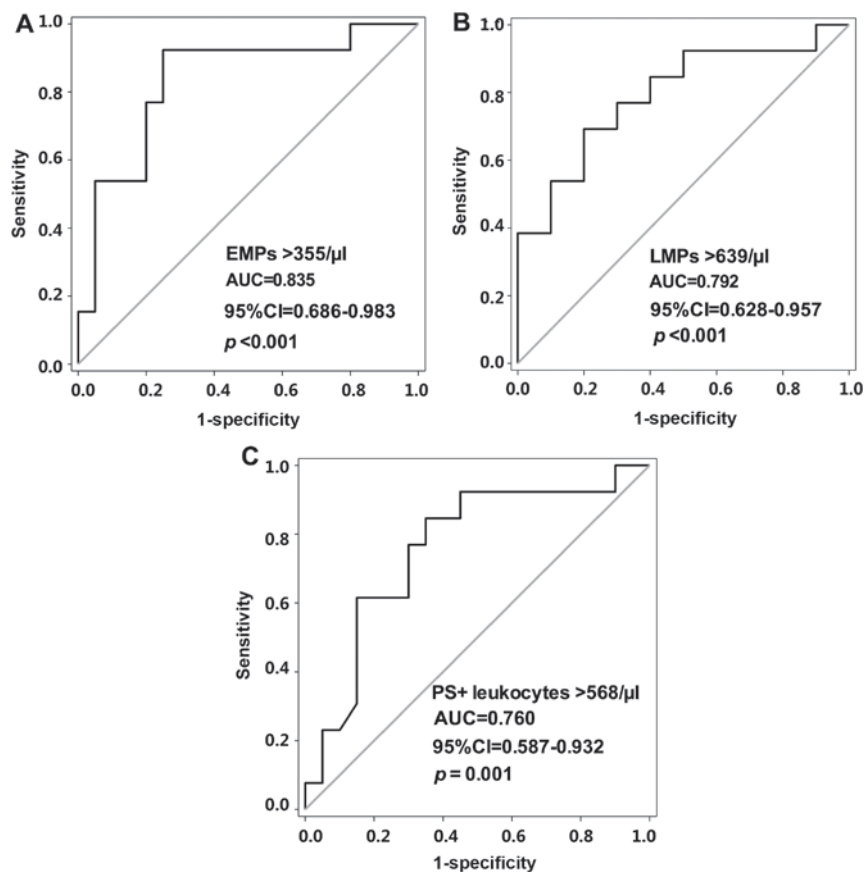 A
1.0
0.8
0.6
0.4
0.2
0.0
Sensitivity
EMPs >355/µl
AUC=0.835
95%CI=0.686-0.983
p <0.001
0.0 0.2 0.4 0.6 0.8 1.0
1-specificity
B
1.0
0.8
0.6
0.4
0.2
0.0
Sensitivity
LMPs >639/µl
AUC=0.792
95%CI=0.628-0.957
p <0.001
0.0 0.2 0.4 0.6 0.8 1.0
1-specificity
C
1.0
0.8
0.6
0.4
0.2
0.0
Sensitivity
PS+ leukocytes >568/µl
AUC=0.760
95%CI=0.587-0.932
p = 0.001
0.0 0.2 0.4 0.6 0.8 1.0
1-specificity